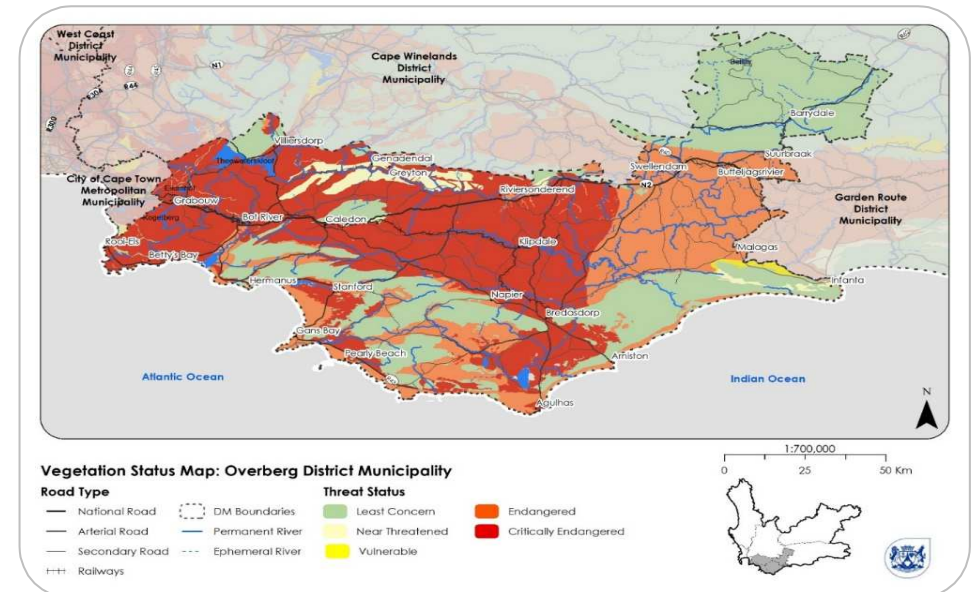 West Coast
District
Municipality
Cape Winelands
District
Municipality
N1
R44
R304
R300
Barrydale
Villiersdorp
Theewaterskloof
Genadendal
Greyton
Suurbraak
Swellendam
Buffeljagsrivier
N2
City of Cape Town
Metropolitan
Municipality
Grabouw
Riviersonderend
Garden Route
District
Municipality
Bot River
Caledon
Kogelberg
Rooi-Els
Klipdale
Malagas
Betty's Bay
Hermanus
Stanford
Infanta
Napier
Bredasdorp
Gans Bay
Pearly Beach
Arniston
Atlantic Ocean
Indian Ocean
Agulhas
N
1:700,000
0 25 50 Km
Vegetation Status Map: Overberg District Municipality
Road Type
National Road
Arterial Road
Secondary Road
Railways
DM Boundaries
Permanent River
Ephemeral River
Threat Status
Least Concern
Near Threatened
Vulnerable
Endangered
Critically Endangered